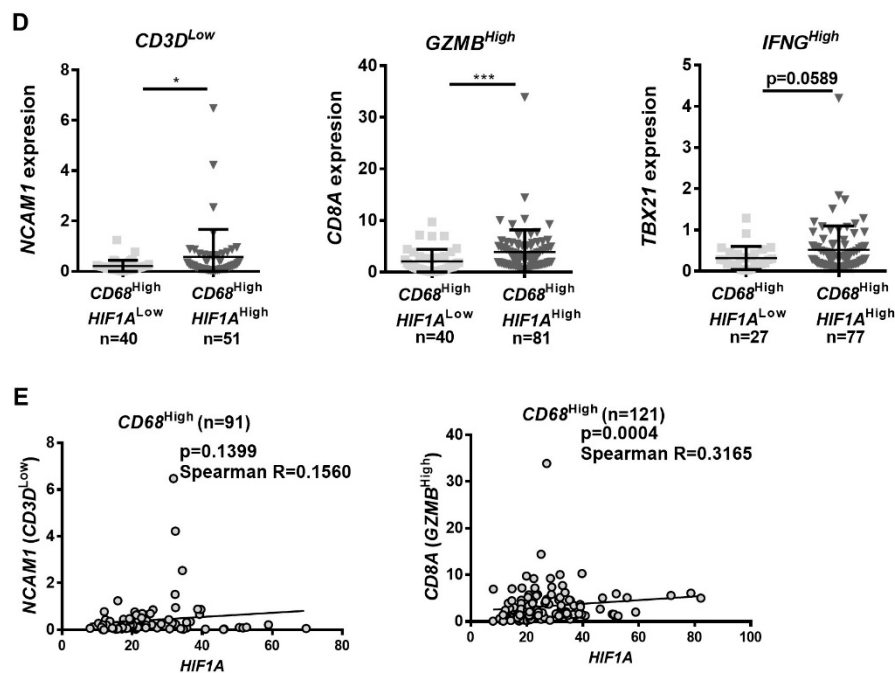 D
CD3D^Low
GZMB^High
IFNG^High
*
***
p=0.0589
NCAM1 expresion
8
6
4
2
0
CD8A expresion
40
30
20
10
0
TBX21 expresion
5
4
3
2
1
0
CD68^High
HIF1A^Low
n=40
CD68^High
HIF1A^High
n=51
CD68^High
HIF1A^Low
n=40
CD68^High
HIF1A^High
n=81
CD68^High
HIF1A^Low
n=27
CD68^High
HIF1A^High
n=77
E
CD68^High (n=91)
p=0.1399
Spearman R=0.1560
NCAM1 (CD3D^Low)
8
6
4
2
0
0 20 40 60 80
HIF1A
CD68^High (n=121)
p=0.0004
Spearman R=0.3165
CD8A (GZMB^High)
40
30
20
10
0
0 20 40 60 80 100
HIF1A